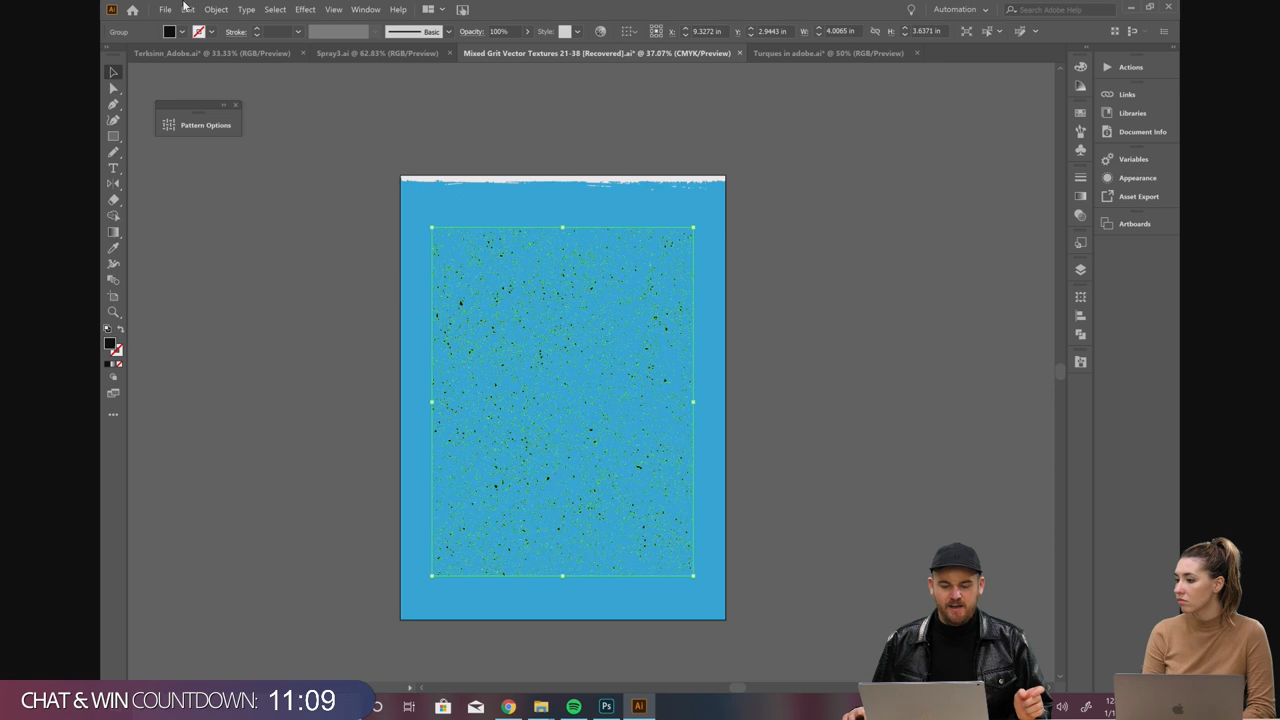 Ai File Edit Object Type Select Effect View Window Help Automation Search Adobe Help
Group Stroke: Basic Opacity: 100% Style: X: 9.3272 in Y: 2.9443 in W: 4.0065 in H: 3.6371 in
Terksinn_Adobe.ai* @ 33.33% (RGB/Preview) × Spray3.ai @ 62.83% (RGB/Preview) × Mixed Grit Vector Textures 21-38 [Recovered].ai* @ 37.07% (CMYK/Preview) × Turques in adobe.ai* @ 50% (RGB/Preview) ×
Actions
Links
Libraries
Pattern Options
Document Info
Variables
Appearance
Asset Export
Artboards
CHAT & WIN COUNTDOWN: 11:09
Ps Ai